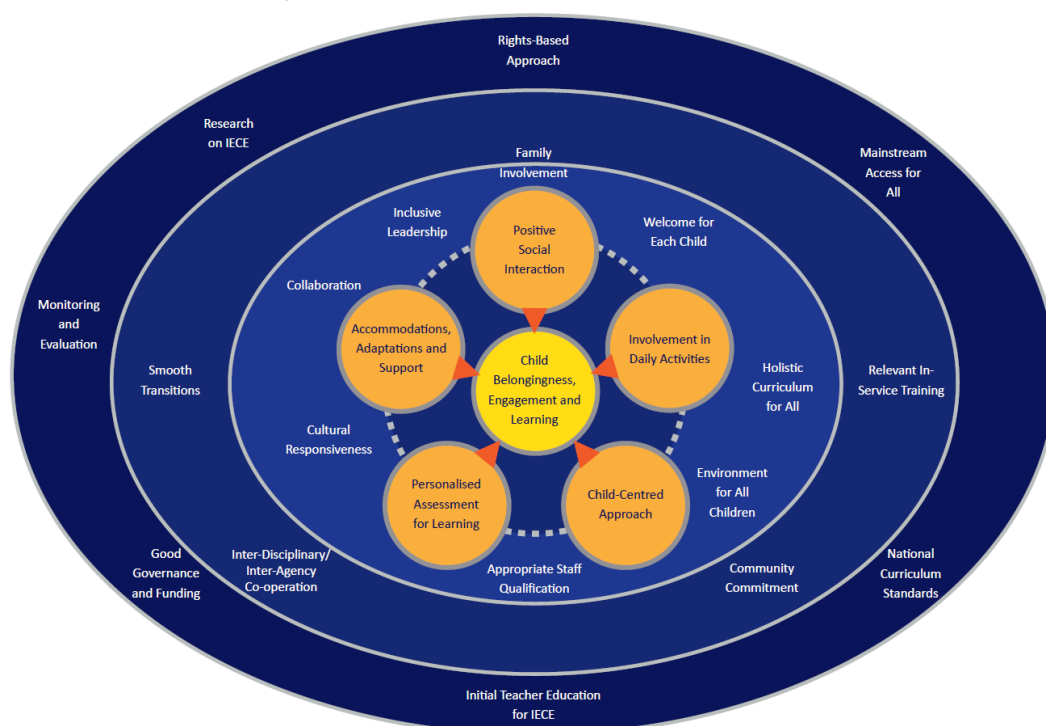 Rights-Based
Approach
Research
on IECE
Mainstream
Access for
All
Family
Involvement
Inclusive
Leadership
Welcome for
Each Child
Positive
Social
Interaction
Collaboration
Monitoring
and
Evaluation
Accommodations,
Adaptations and
Support
Involvement in
Daily Activities
Child
Belongingness,
Engagement and
Learning
Smooth
Transitions
Holistic
Curriculum
for All
Relevant In-
Service Training
Cultural
Responsiveness
Personalised
Assessment
for Learning
Child-Centred
Approach
Environment
for All
Children
Good
Governance
and Funding
Inter-Disciplinary/
Inter-Agency
Co-operation
Appropriate Staff
Qualification
Community
Commitment
National
Curriculum
Standards
Initial Teacher Education
for IECE